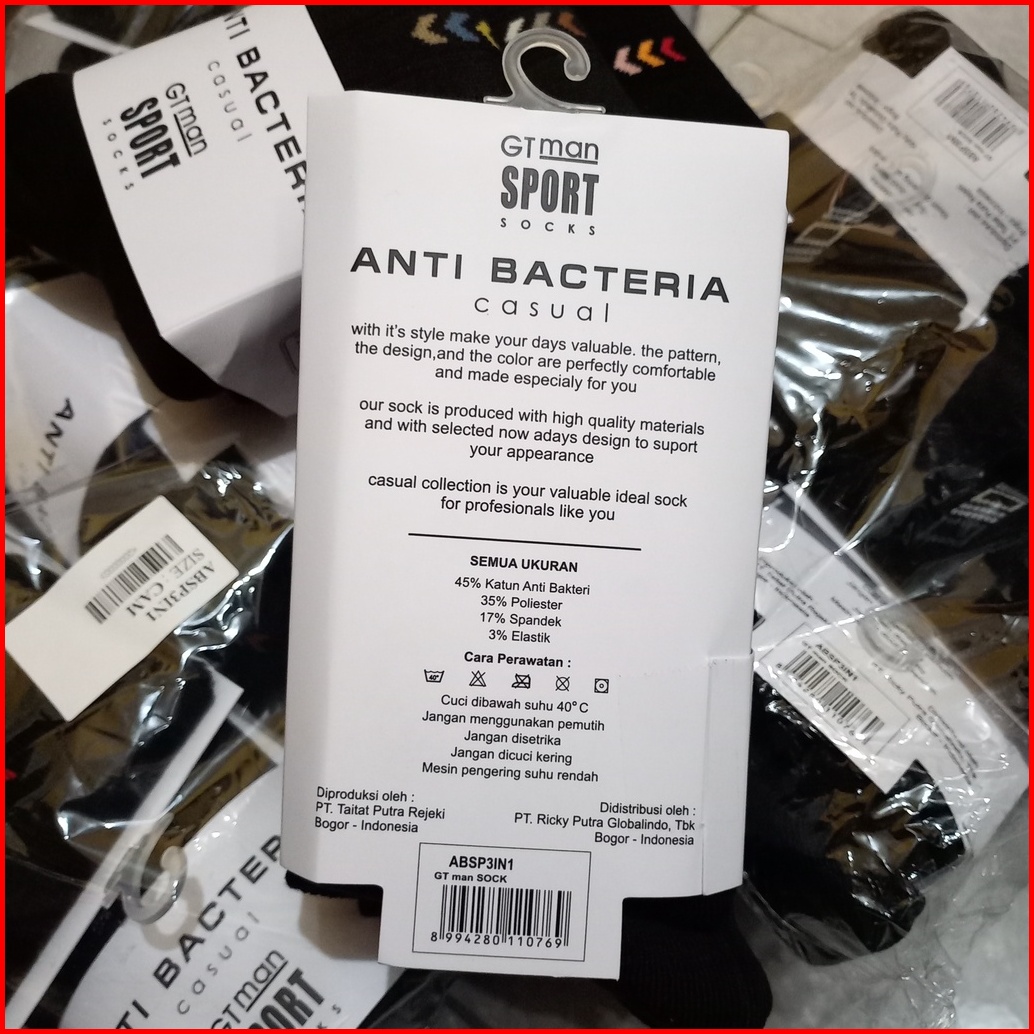 GT man
SPORT
SOCKS
ANTI BACTERIA
casual
with it's style make your days valuable. the pattern,
the design,and the color are perfectly comfortable
and made especialy for you
our sock is produced with high quality materials
and with selected now adays design to suport
your appearance
casual collection is your valuable ideal sock
for profesionals like you
SEMUA UKURAN
45% Katun Anti Bakteri
35% Poliester
17% Spandek
3% Elastik
Cara Perawatan :
40°
Cuci dibawah suhu 40° C
Jangan menggunakan pemutih
Jangan disetrika
Jangan dicuci kering
Mesin pengering suhu rendah
Diproduksi oleh :
PT. Taitat Putra Rejeki
Bogor - Indonesia
Didistribusi oleh :
PT. Ricky Putra Globalindo, Tbk
Bogor - Indonesia
ABSP3IN1
GT man SOCK
8 994280 110769
TI BACTERI
casual
GT man
SPORT
SOCKS
ANTI
ABSP3IN1
SIZE : CAM
ABSP3IN1
TI BACTER
casual
GT man
SPORT